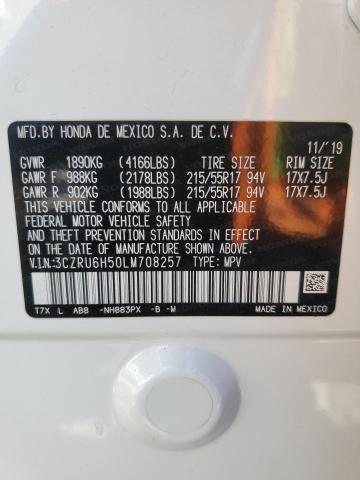 MFD.BY HONDA DE MEXICO S.A. DE C.V.
11/'19
GVWR 1890KG (4166LBS) TIRE SIZE RIM SIZE
GAWR F 988KG (2178LBS) 215/55R17 94V 17X7.5J
GAWR R 902KG (1988LBS) 215/55R17 94V 17X7.5J
THIS VEHICLE CONFORMS TO ALL APPLICABLE
FEDERAL MOTOR VEHICLE SAFETY
STANDARDS IN EFFECT ON THE DATE OF
MANUFACTURE SHOWN ABOVE.
V.I.N:3CZRU6H50LM708257 TYPE: MPV
T7X L AB8 -NH883PX -B -M
MADE IN MEXICO